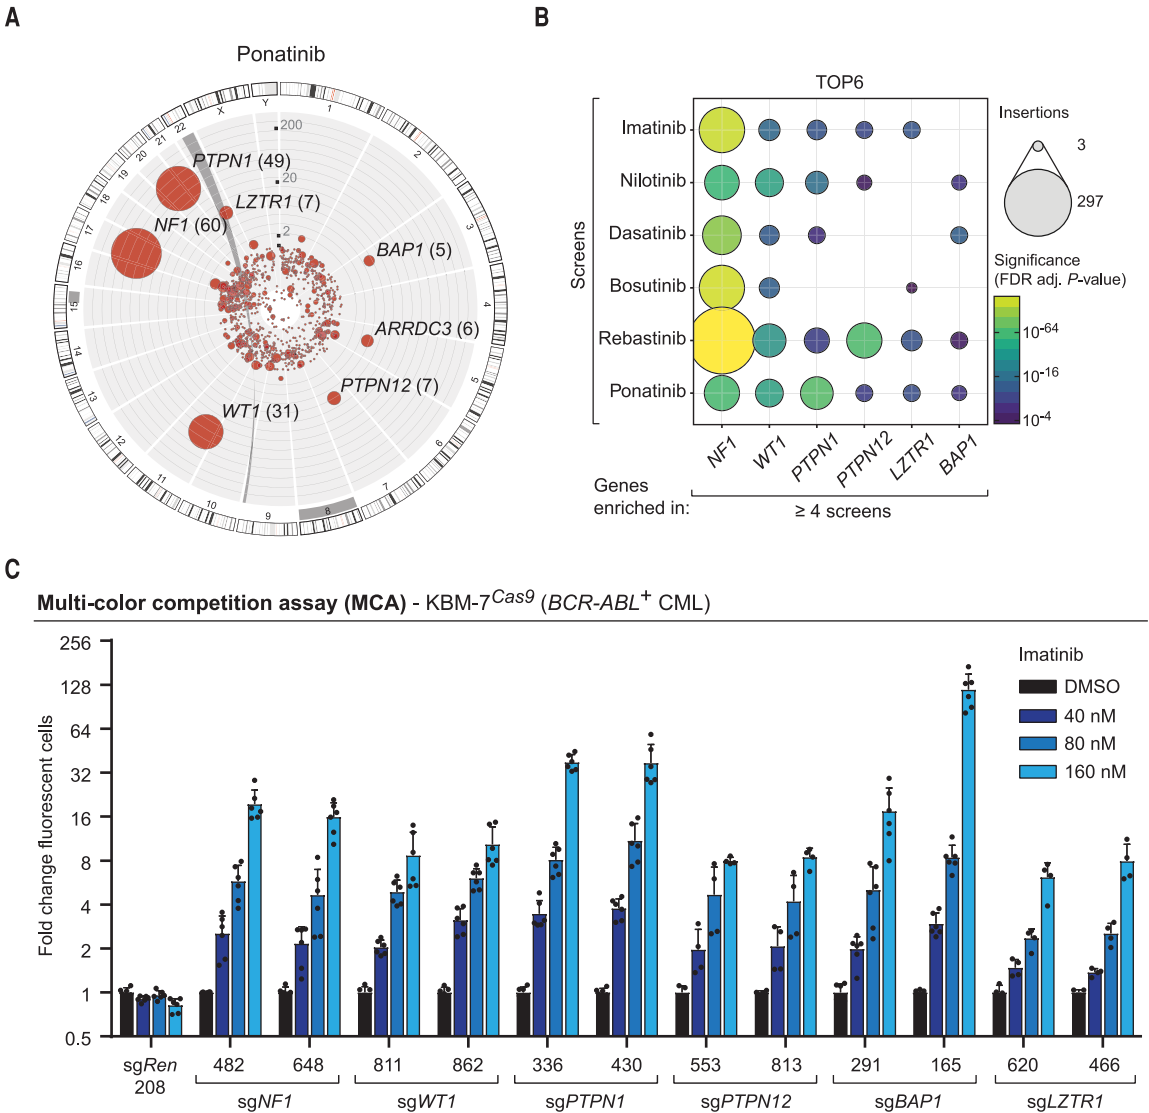 A
Ponatinib
1
2
3
4
5
6
7
8
9
10
11
12
13
14
15
16
17
18
19
20
21
22
X
Y
200
20
2
PTPN1 (49)
LZTR1 (7)
NF1 (60)
BAP1 (5)
ARRDC3 (6)
PTPN12 (7)
WT1 (31)
B
TOP6
Screens
Imatinib
Nilotinib
Dasatinib
Bosutinib
Rebastinib
Ponatinib
NF1
WT1
PTPN1
PTPN12
LZTR1
BAP1
Genes
enriched in:
≥ 4 screens
Insertions
3
297
Significance
(FDR adj. P-value)
10-64
10-16
10-4
C
Multi-color competition assay (MCA) - KBM-7Cas9 (BCR-ABL+ CML)
Fold change fluorescent cells
256
128
64
32
16
8
4
2
1
0.5
Imatinib
DMSO
40 nM
80 nM
160 nM
sgRen
208
482 648 811 862 336 430 553 813 291 165 620 466
sgNF1 sgWT1 sgPTPN1 sgPTPN12 sgBAP1 sgLZTR1